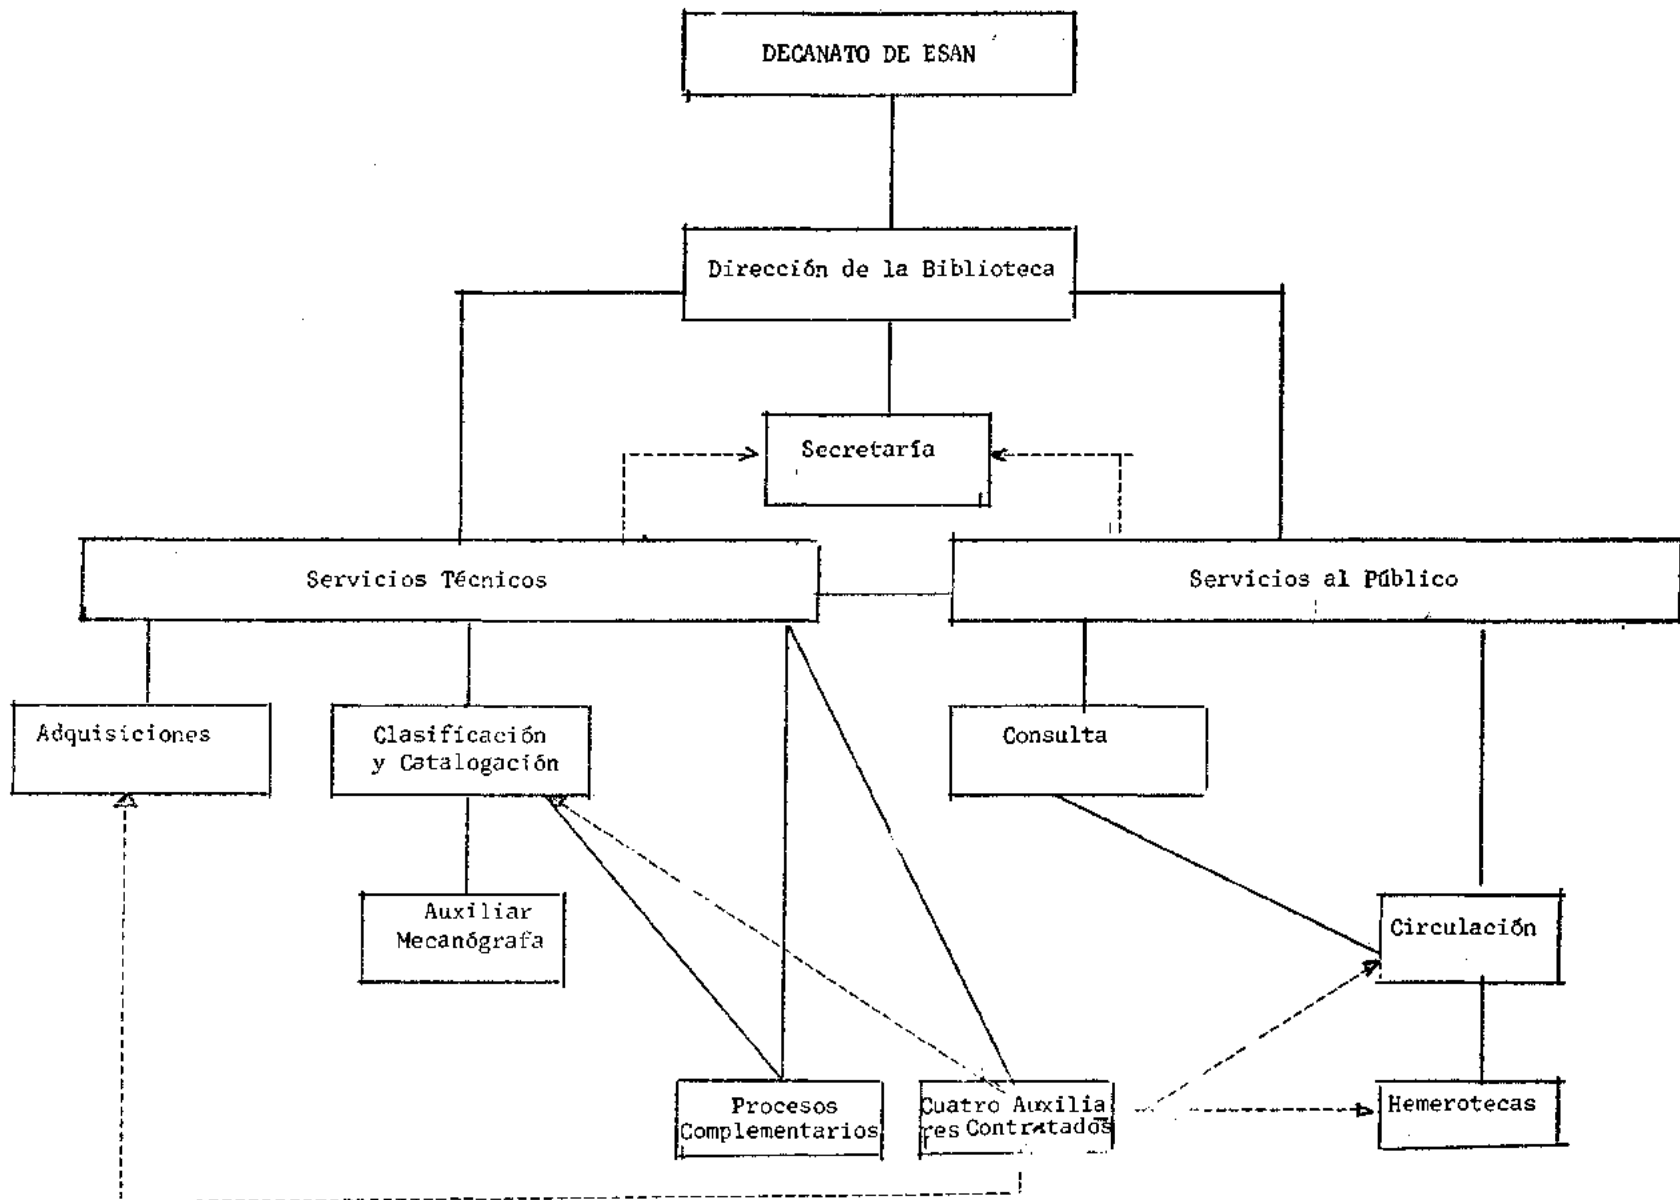 DECANATO DE ESAN
Dirección de la Biblioteca
Secretaría
Servicios Técnicos
Servicios al Público
Adquisiciones
Clasificación
y Catalogación
Consulta
Auxiliar
Mecanógrafa
Circulación
Procesos
Complementarios
Cuatro Auxilia
res Contratados
Hemerotecas